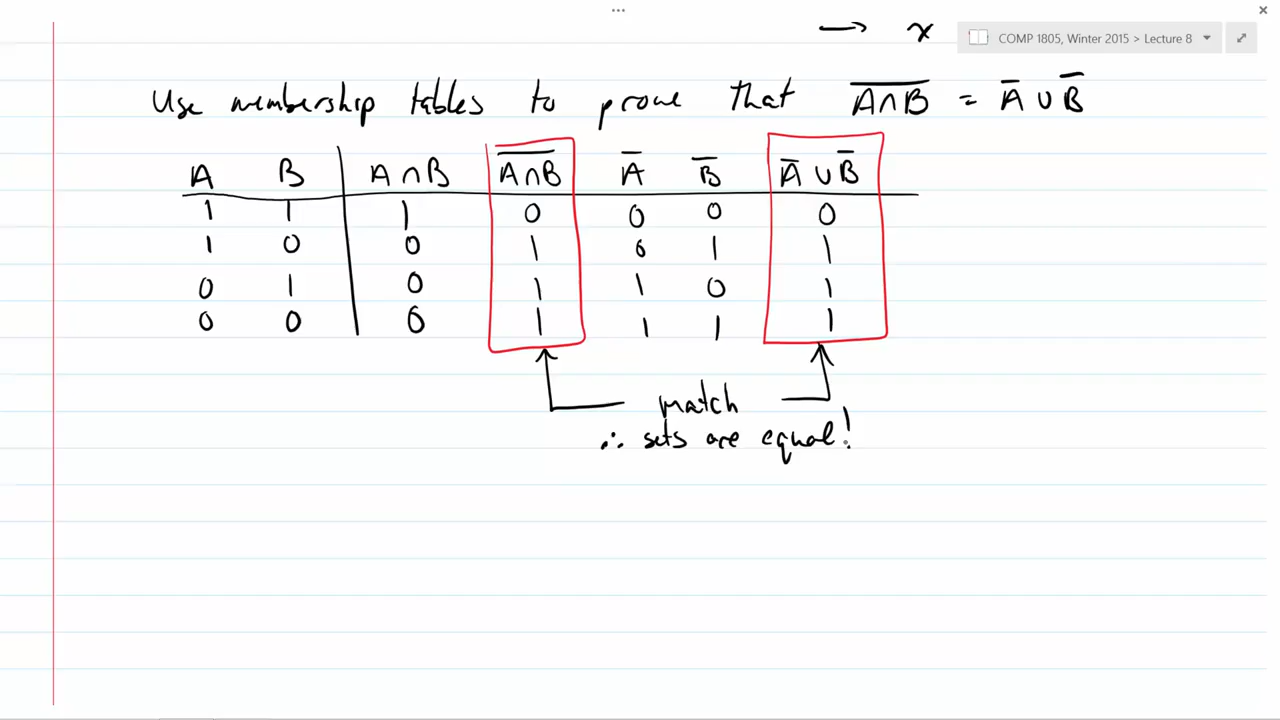 → x
COMP 1805, Winter 2015 > Lecture 8
Use membership tables to prove that A̅∩̅B̅ = A̅ ∪ B̅
A B A ∩ B A̅∩̅B̅ A̅ B̅ A̅ ∪ B̅
1 1 1 0 0 0 0
1 0 0 1 0 1 1
0 1 0 1 1 0 1
0 0 0 1 1 1 1
match
∴ sets are equal!